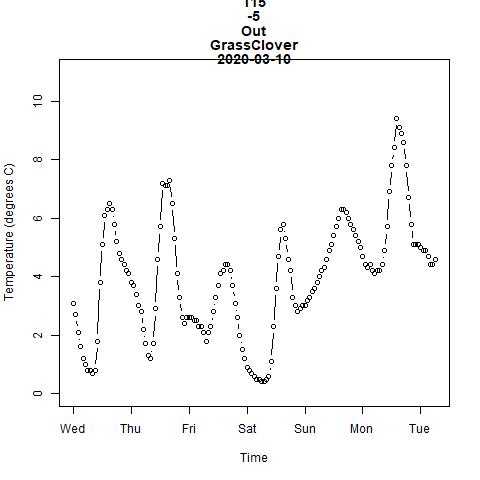 T15
-5
Out
GrassClover
2020-03-10
Temperature (degrees C)
10
8
6
4
2
0
Wed Thu Fri Sat Sun Mon Tue
Time